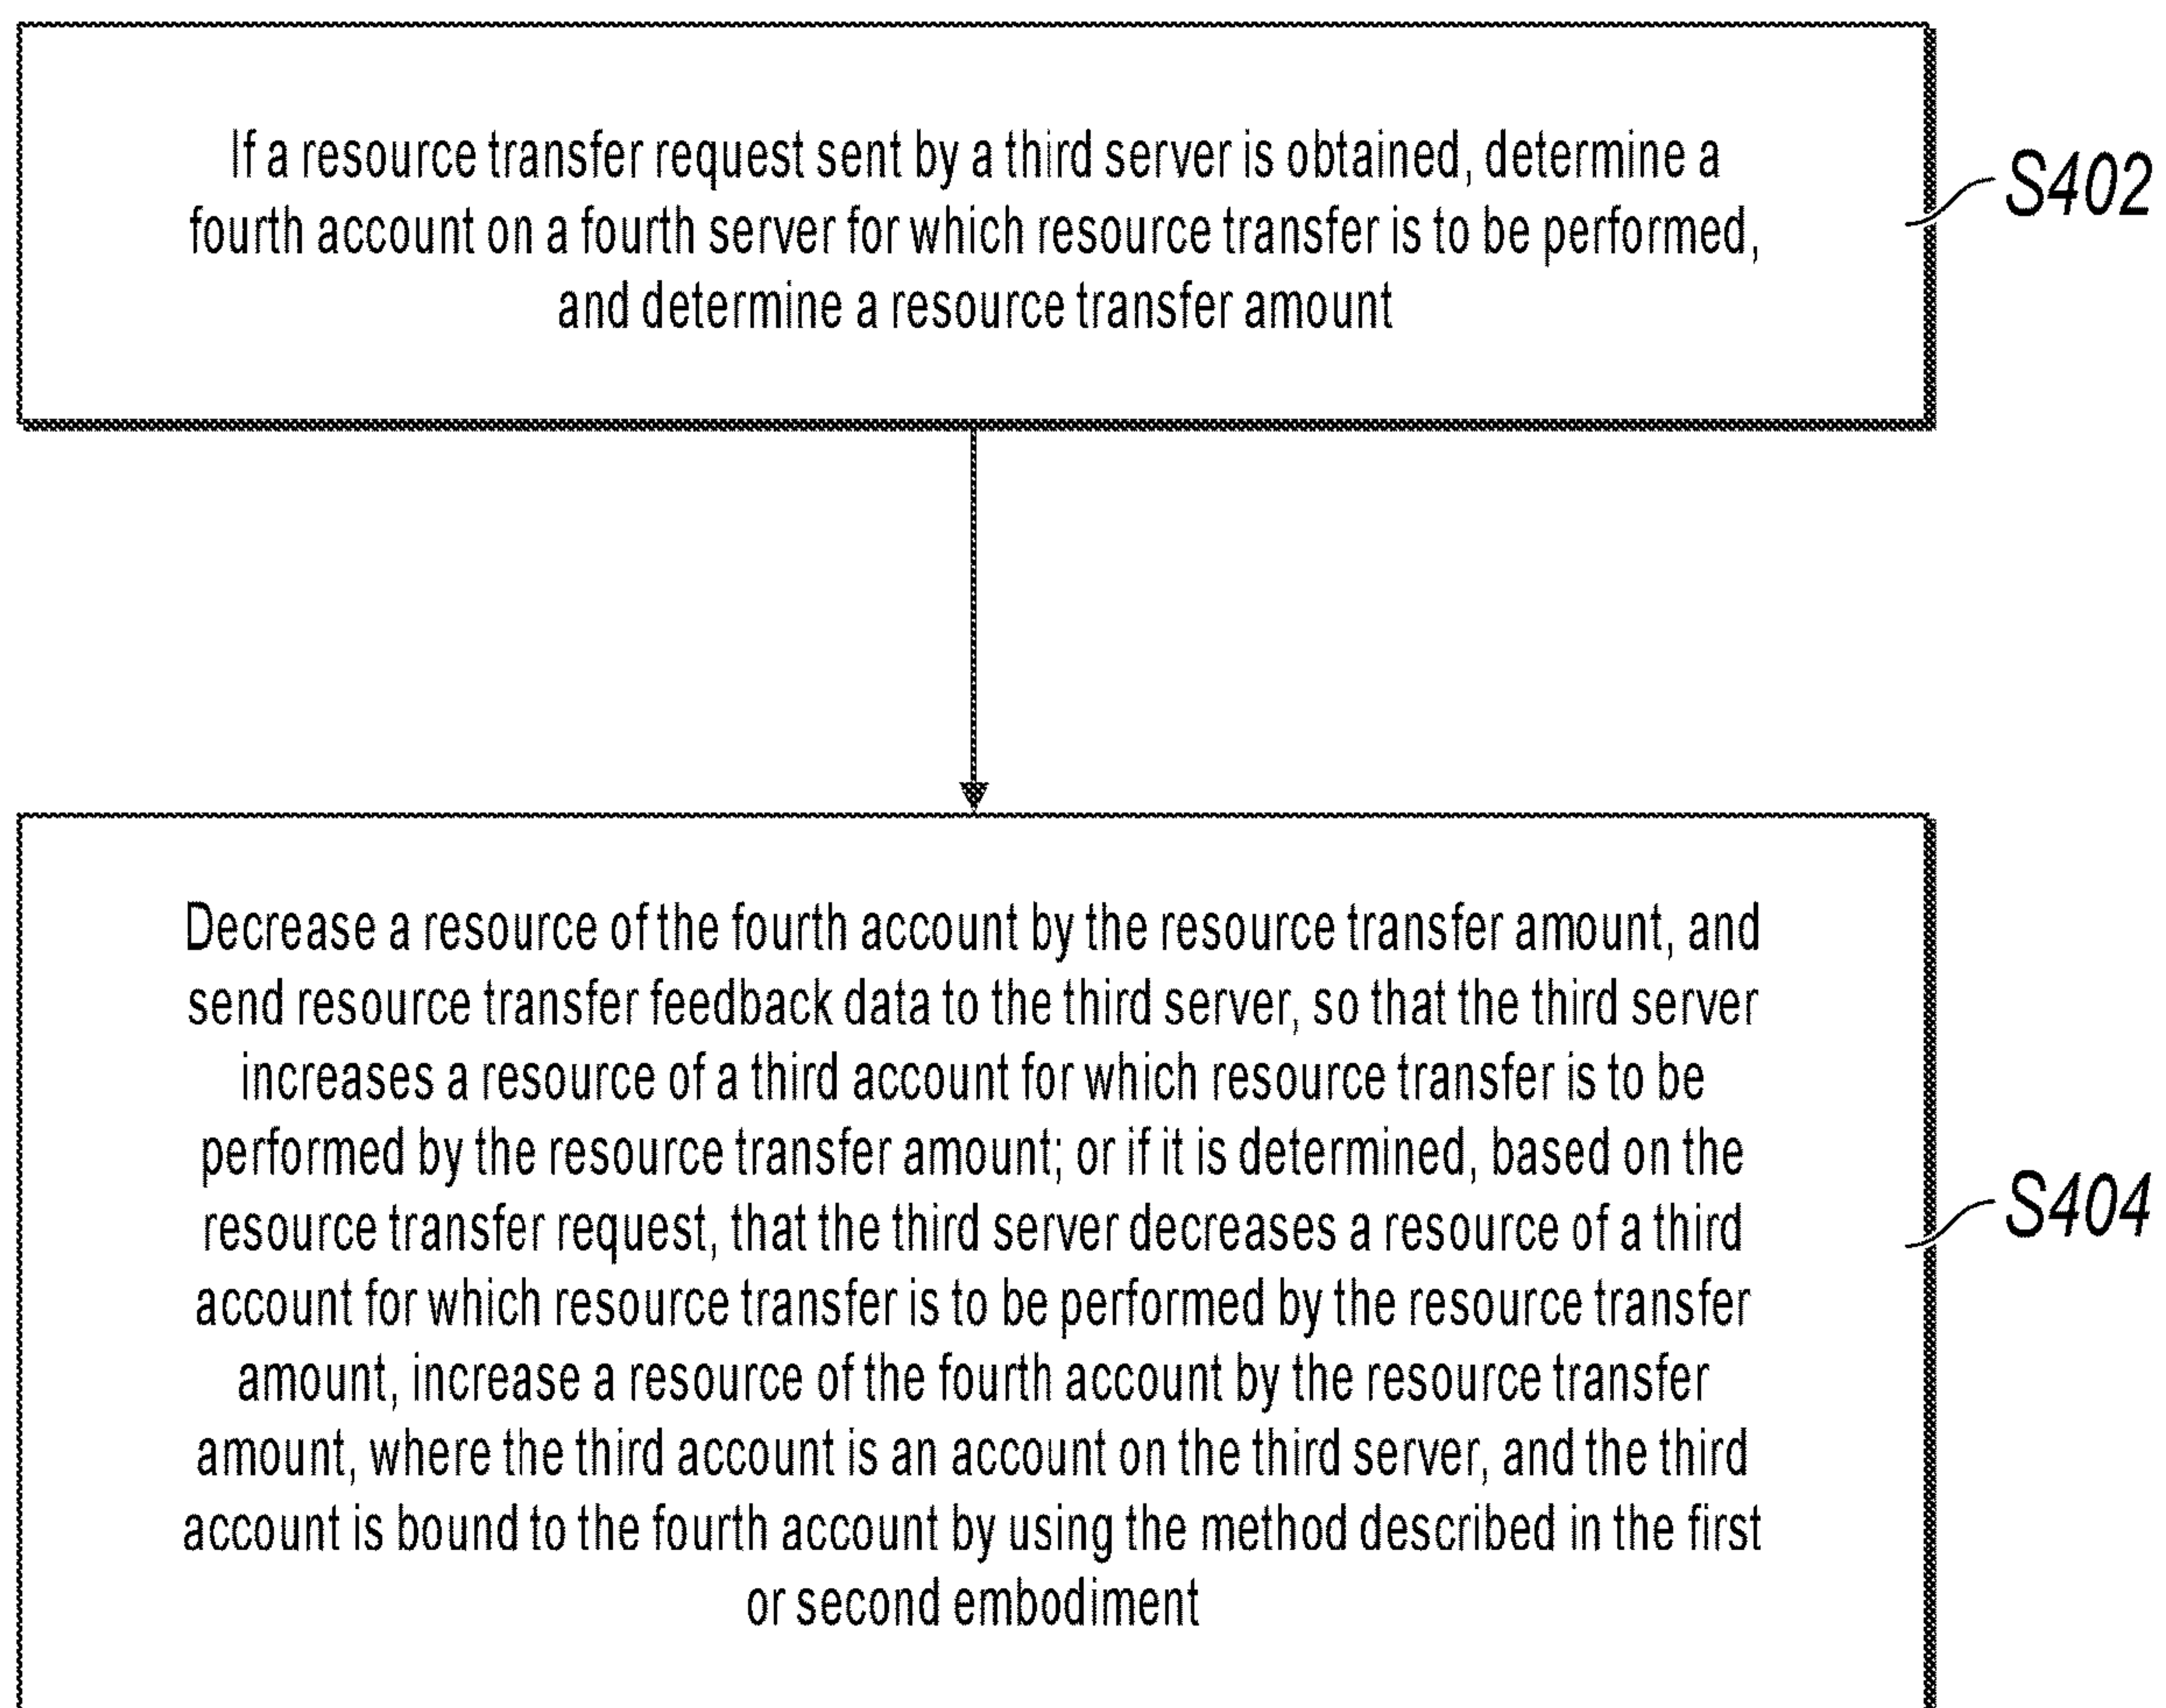 If a resource transfer request sent by a third server is obtained, determine a
fourth account on a fourth server for which resource transfer is to be performed,
and determine a resource transfer amount
S402
Decrease a resource of the fourth account by the resource transfer amount, and
send resource transfer feedback data to the third server, so that the third server
increases a resource of a third account for which resource transfer is to be
performed by the resource transfer amount; or if it is determined, based on the
resource transfer request, that the third server decreases a resource of a third
account for which resource transfer is to be performed by the resource transfer
amount, increase a resource of the fourth account by the resource transfer
amount, where the third account is an account on the third server, and the third
account is bound to the fourth account by using the method described in the first
or second embodiment
S404